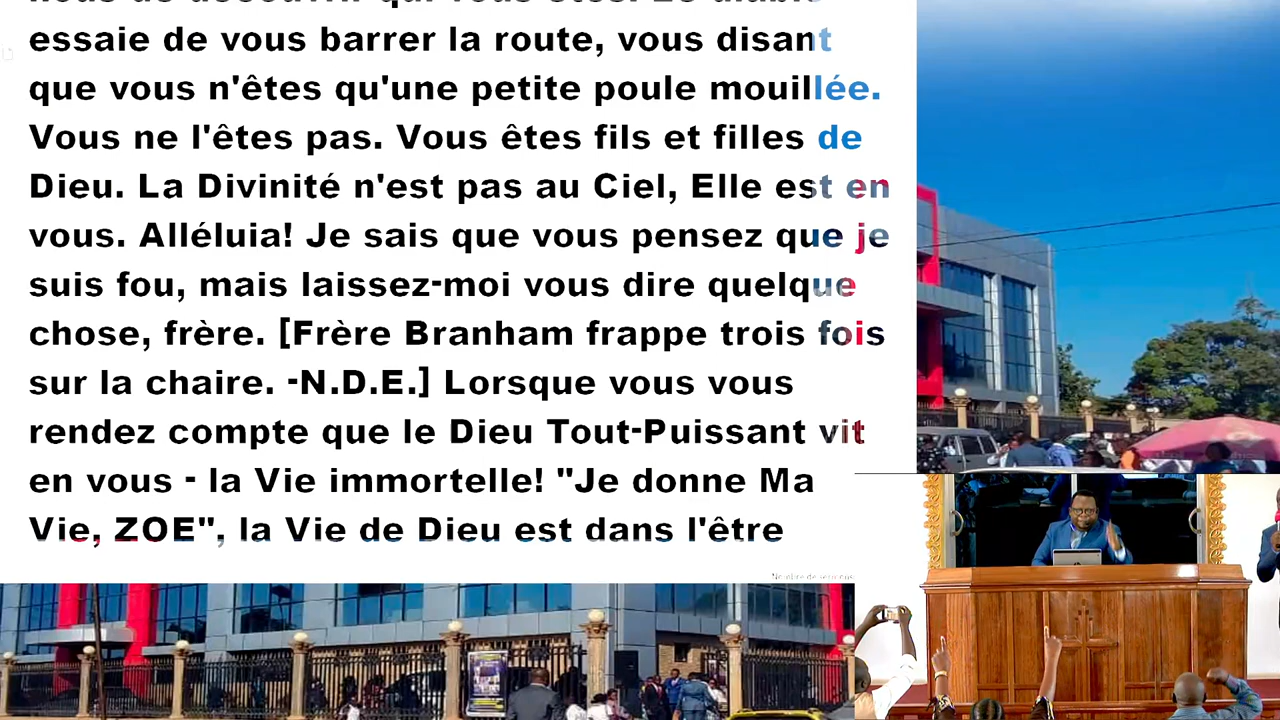 essaie de vous barrer la route, vous disant
que vous n'êtes qu'une petite poule mouillée.
Vous ne l'êtes pas. Vous êtes fils et filles de
Dieu. La Divinité n'est pas au Ciel, Elle est en
vous. Alléluia! Je sais que vous pensez que je
suis fou, mais laissez-moi vous dire quelque
chose, frère. [Frère Branham frappe trois fois
sur la chaire. -N.D.E.] Lorsque vous vous
rendez compte que le Dieu Tout-Puissant vit
en vous - la Vie immortelle! "Je donne Ma
Vie, ZOE", la Vie de Dieu est dans l'être